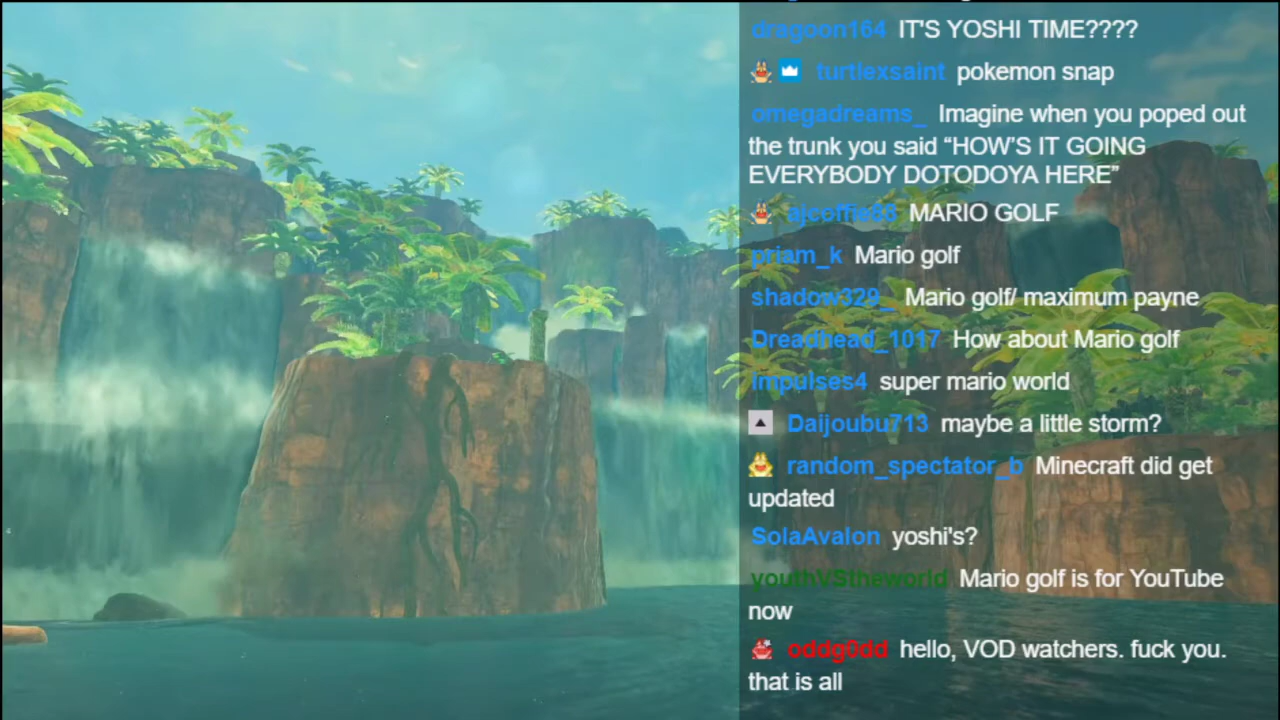 dragoon164 IT'S YOSHI TIME????
turtlexsaint pokemon snap
omegadreams_ Imagine when you poped out
the trunk you said “HOW'S IT GOING
EVERYBODY DOTODOYA HERE”
ajcoffie88 MARIO GOLF
priam_k Mario golf
shadow329_ Mario golf/ maximum payne
Dreadhead_1017 How about Mario golf
impulses4 super mario world
Daijoubu713 maybe a little storm?
random_spectator_b Minecraft did get
updated
SolaAvalon yoshi's?
youthVStheworld Mario golf is for YouTube
now
oddg0dd hello, VOD watchers. fuck you.
that is all